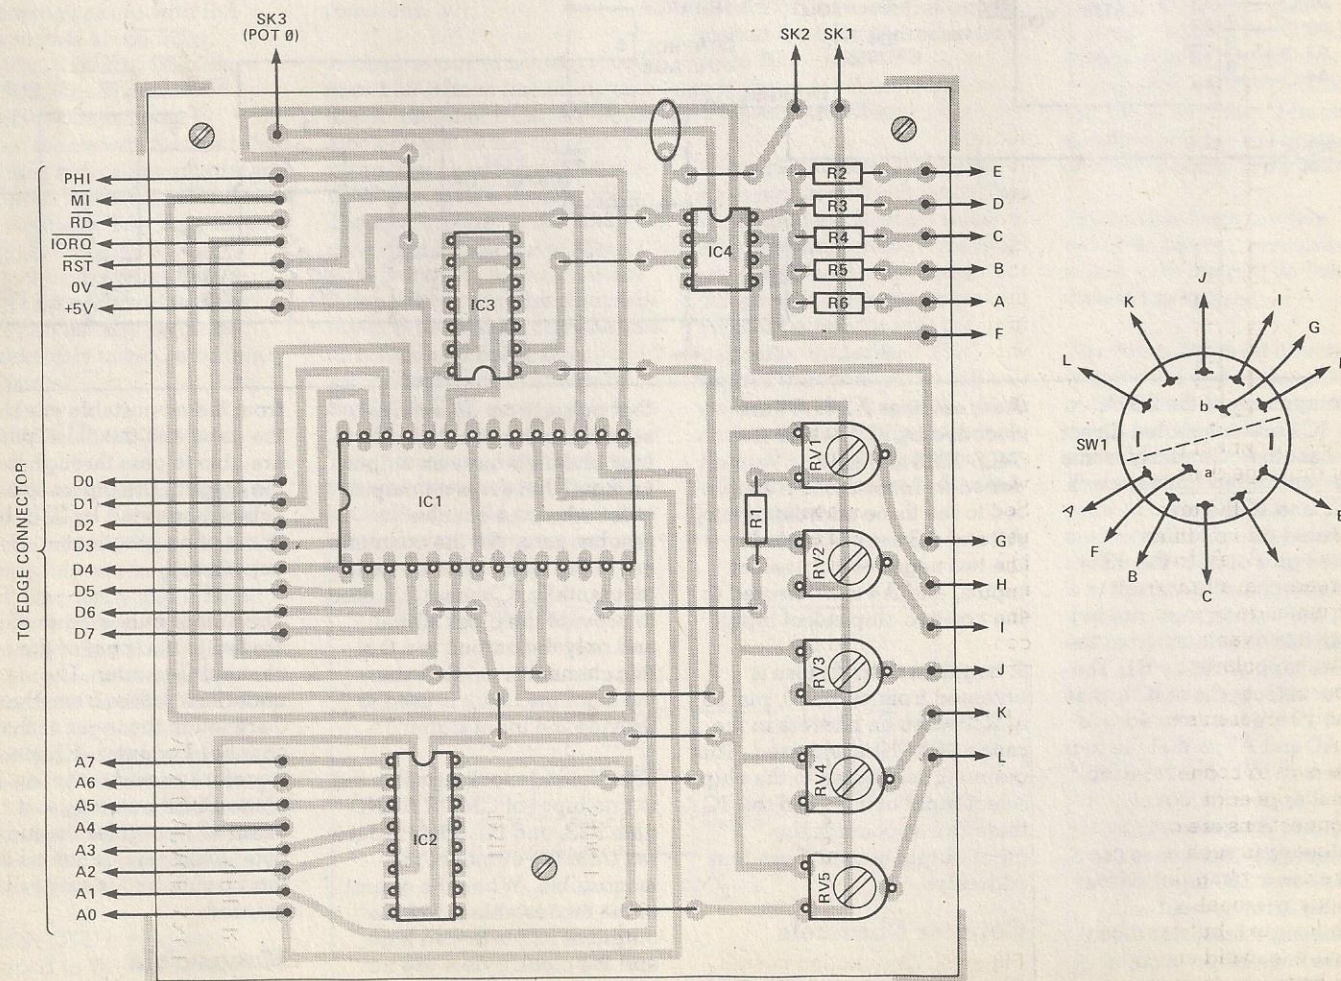 SK3
(POT 0)
SK2 SK1
PHI
MI
RD
IORQ
RST
0V
+5V
R2
R3
R4
R5
R6
IC4
IC3
E
D
C
B
A
F
J
K
I
G
L
b
SW1
a
A
F
B
C
TO EDGE CONNECTOR
D0
D1
D2
D3
D4
D5
D6
D7
IC1
R1
RV1
RV2
RV3
RV4
RV5
G
H
I
J
K
L
A7
A6
A5
A4
A3
A2
A1
A0
IC2